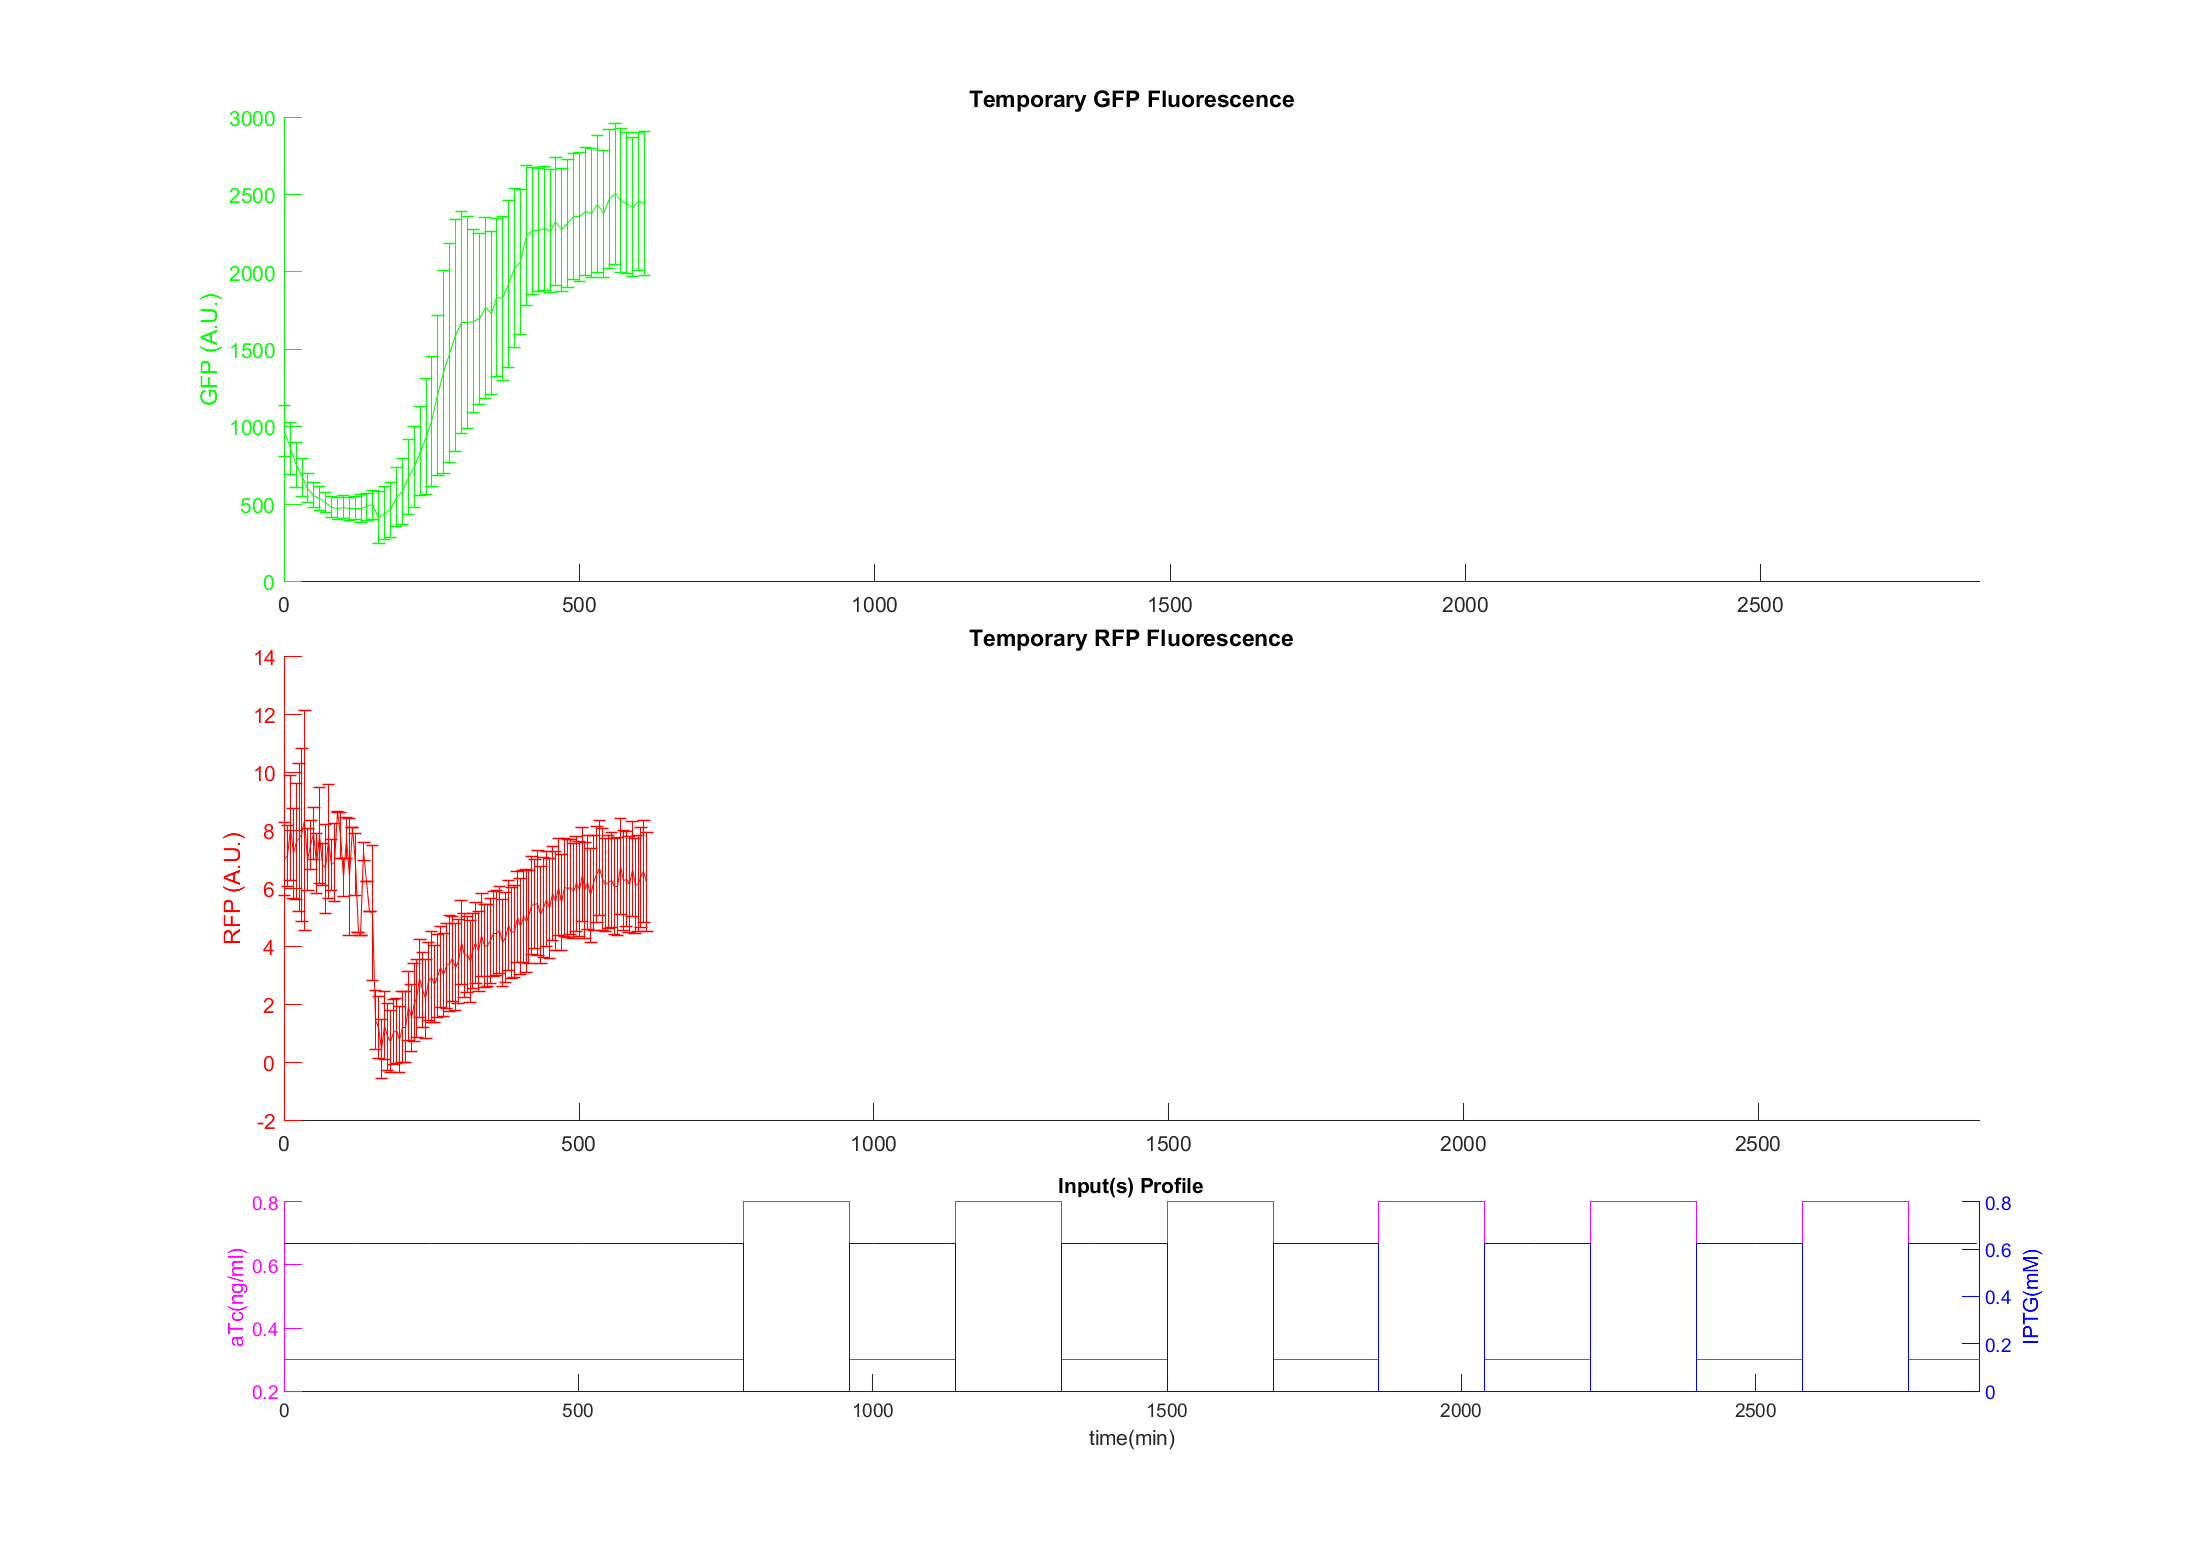 Temporary GFP Fluorescence
3000
2500
2000
1500
1000
500
0
GFP (A.U.)
0 500 1000 1500 2000 2500
Temporary RFP Fluorescence
14
12
10
8
6
4
2
0
-2
RFP (A.U.)
0 500 1000 1500 2000 2500
Input(s) Profile
0.8
0.6
0.4
0.2
aTc(ng/ml)
0.8
0.6
0.4
0.2
0
IPTG(mM)
0 500 1000 1500 2000 2500
time(min)